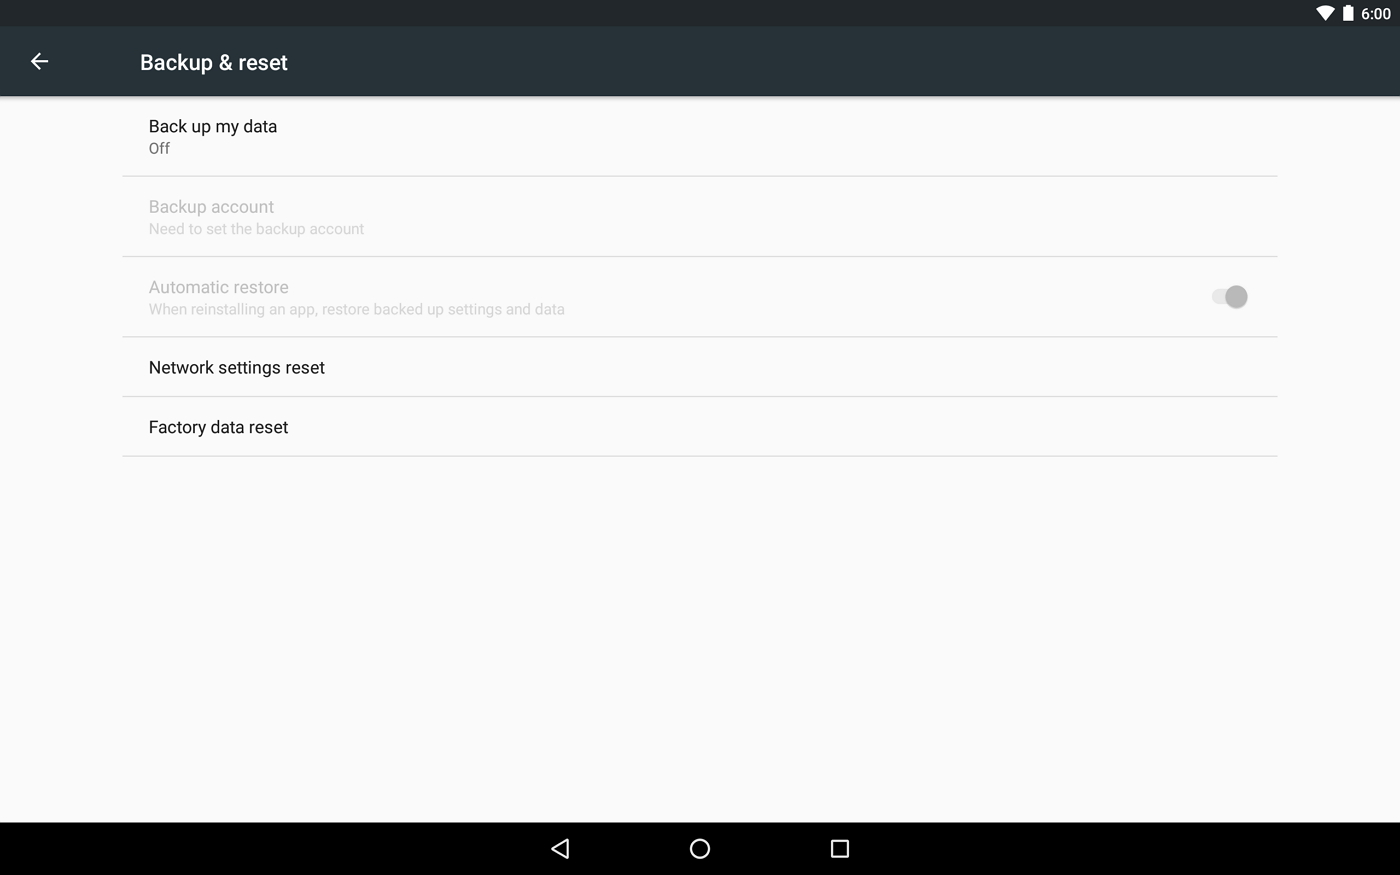 6:00
Backup & reset
Back up my data
Off
Backup account
Need to set the backup account
Automatic restore
When reinstalling an app, restore backed up settings and data
Network settings reset
Factory data reset